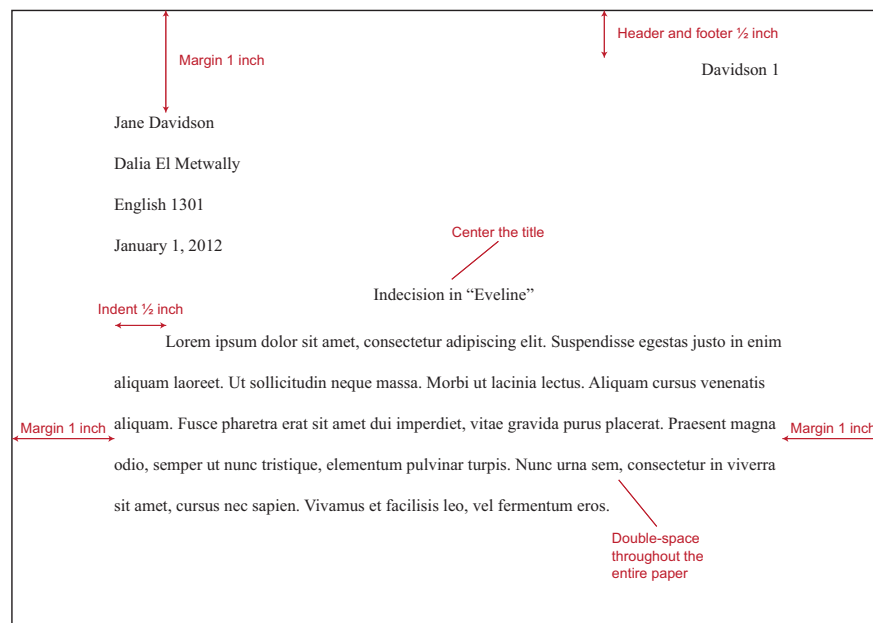 Header and footer ½ inch
Margin 1 inch
Davidson 1
Jane Davidson
Dalia El Metwally
English 1301
January 1, 2012
Center the title
Indecision in “Eveline”
Indent ½ inch
Lorem ipsum dolor sit amet, consectetur adipiscing elit. Suspendisse egestas justo in enim
aliquam laoreet. Ut sollicitudin neque massa. Morbi ut lacinia lectus. Aliquam cursus venenatis
aliquam. Fusce pharetra erat sit amet dui imperdiet, vitae gravida purus placerat. Praesent magna
Margin 1 inch
Margin 1 inch
odio, semper ut nunc tristique, elementum pulvinar turpis. Nunc urna sem, consectetur in viverra
sit amet, cursus nec sapien. Vivamus et facilisis leo, vel fermentum eros.
Double-space
throughout the
entire paper